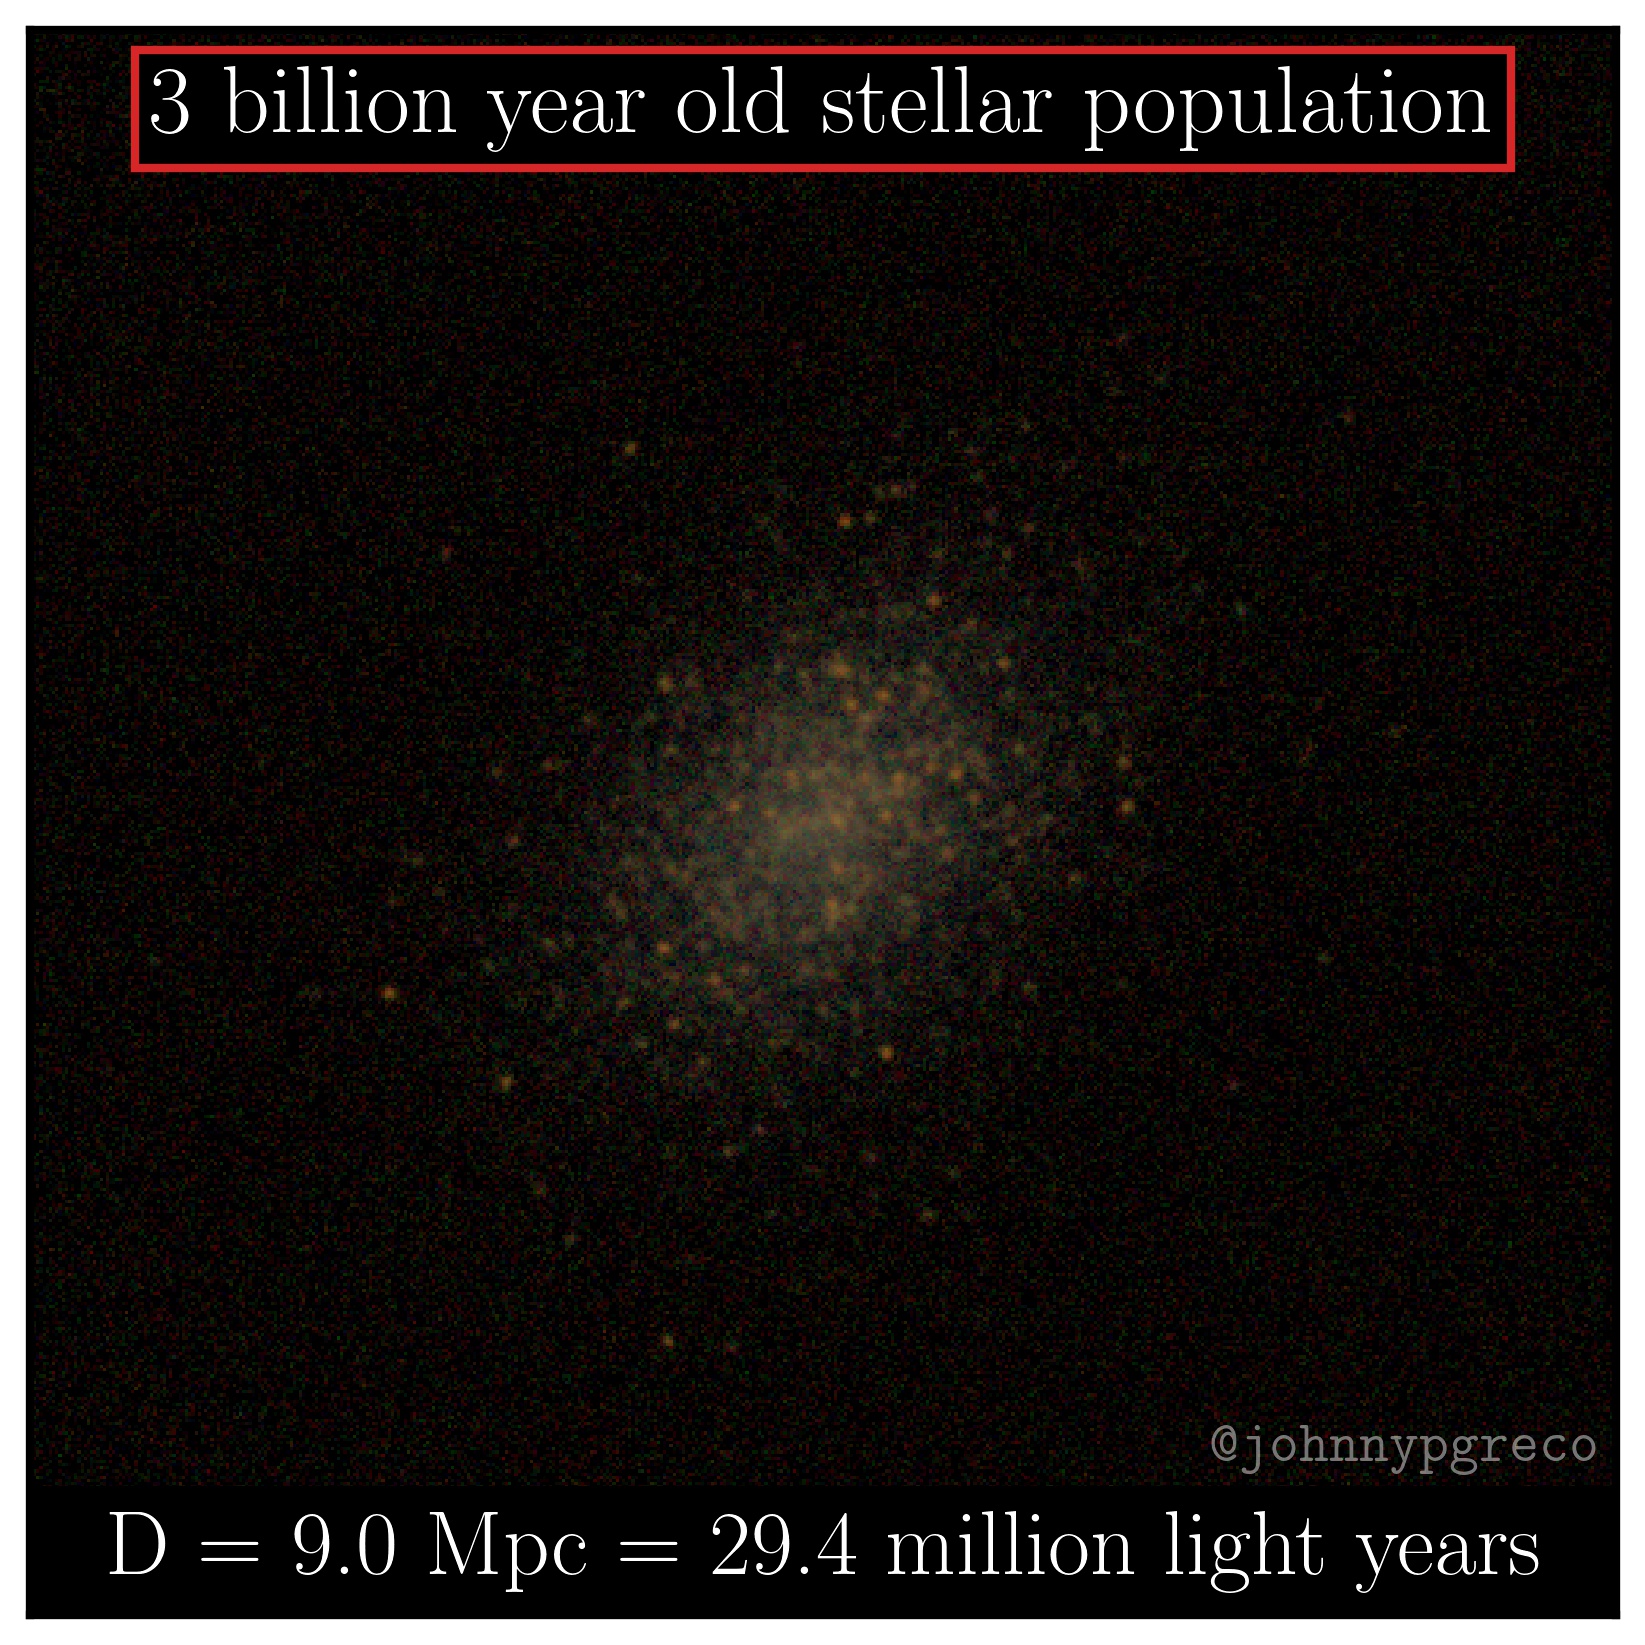 3 billion year old stellar population
@johnnypgreco
D = 9.0 Mpc = 29.4 million light years